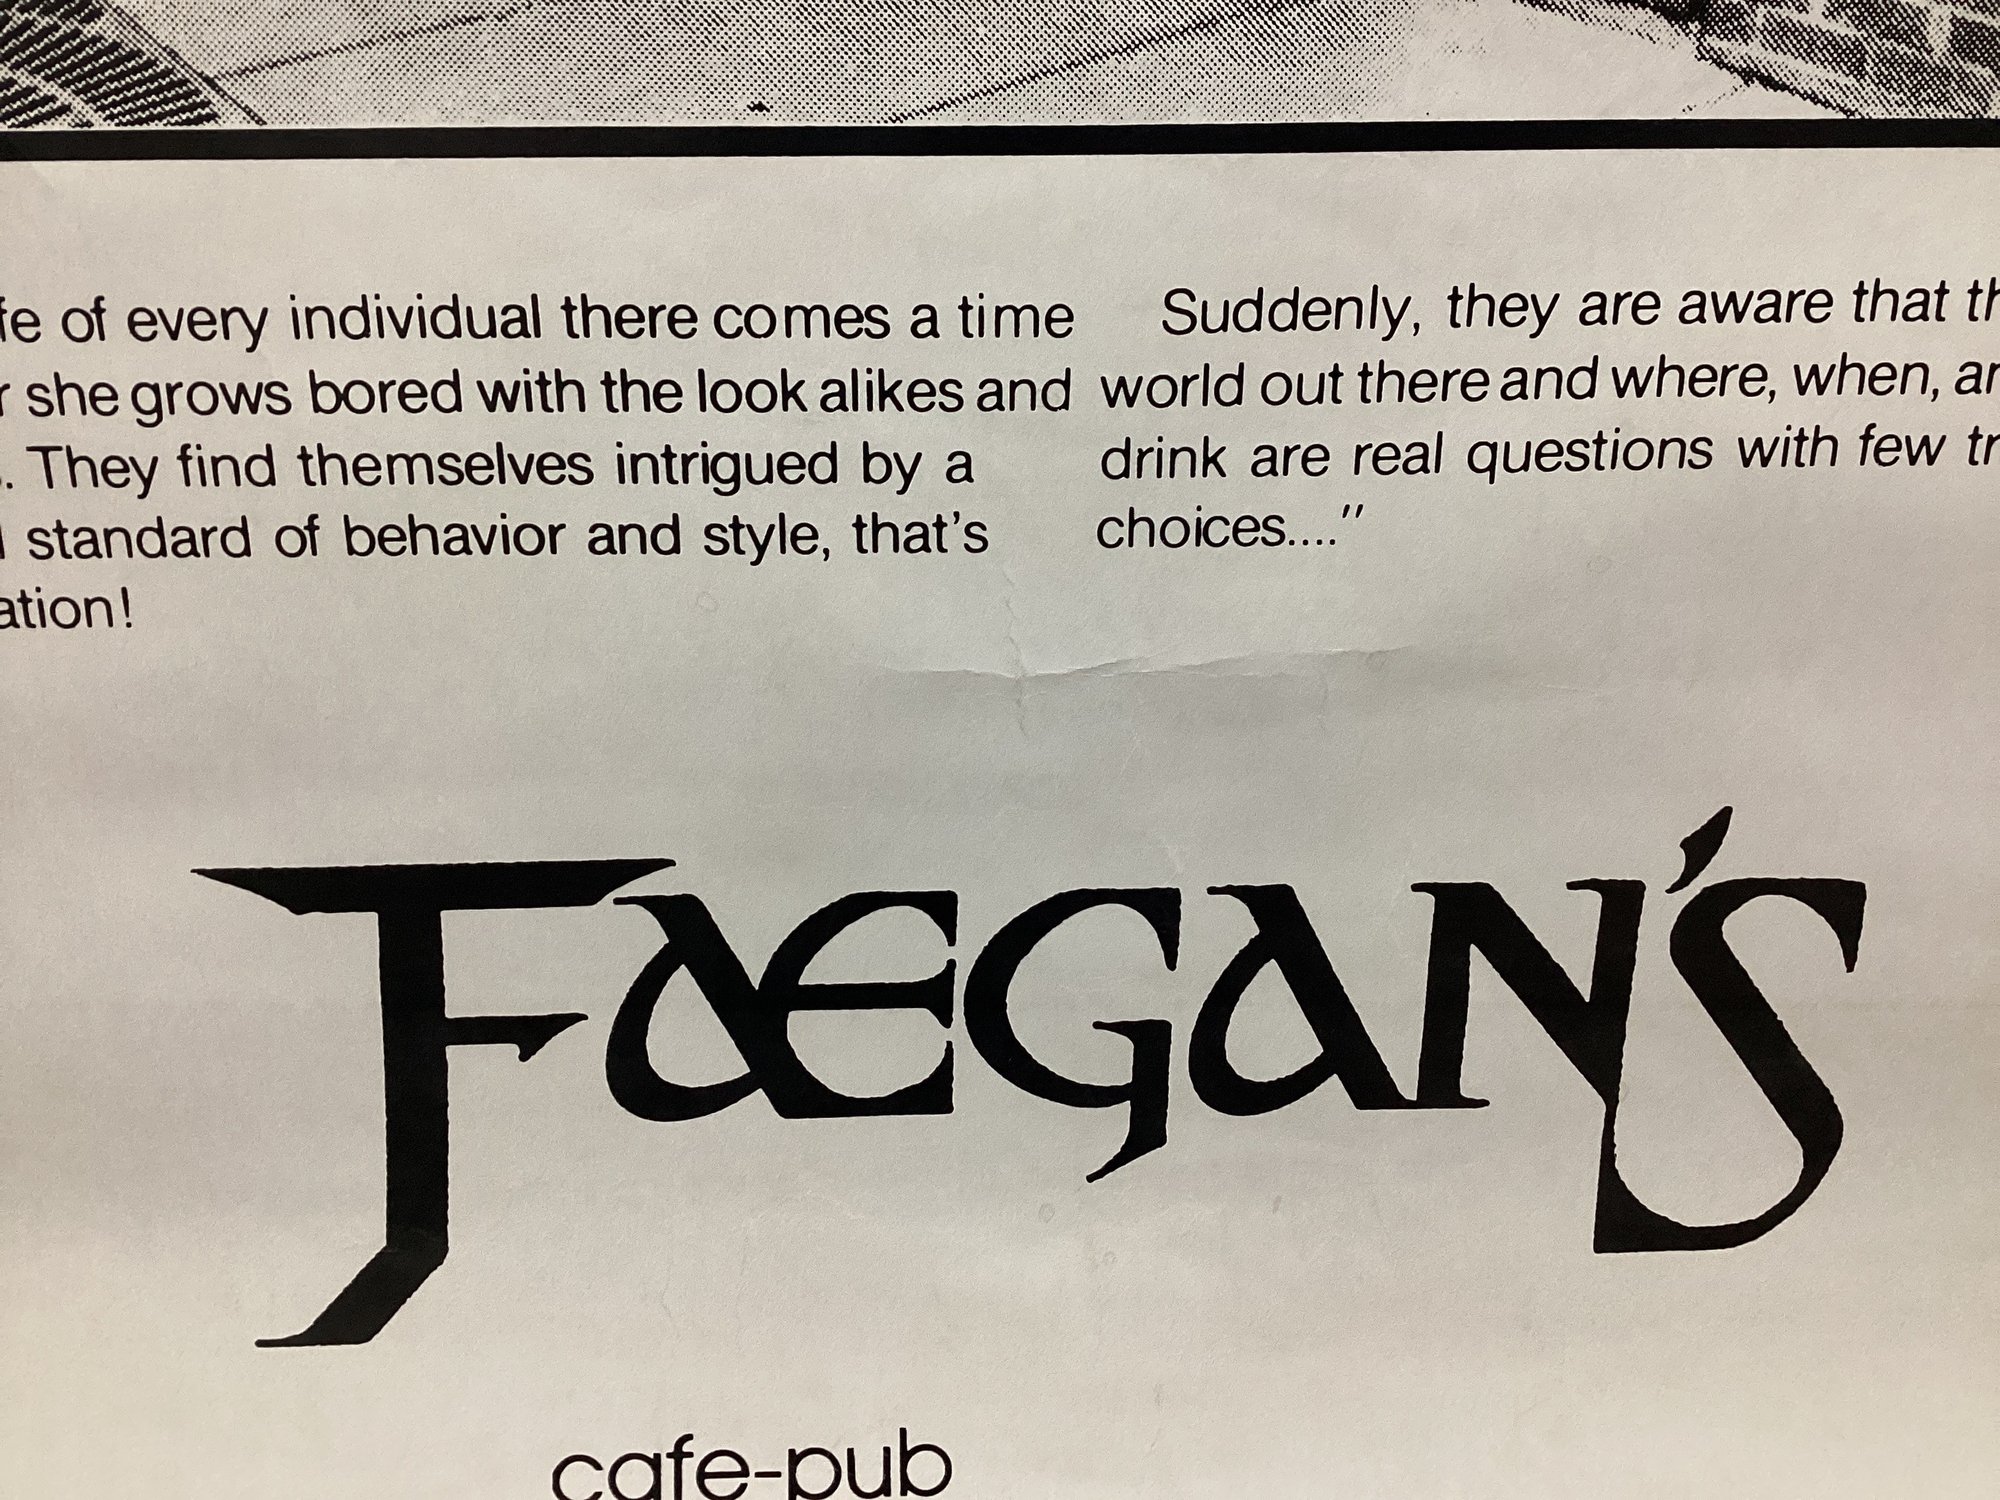 fe of every individual there comes a time
r she grows bored with the look alikes and
. They find themselves intrigued by a
standard of behavior and style, that's
ation!
Suddenly, they are aware that th
world out there and where, when, an
drink are real questions with few tr
choices....”
FAEGAN'S
cafe-pub